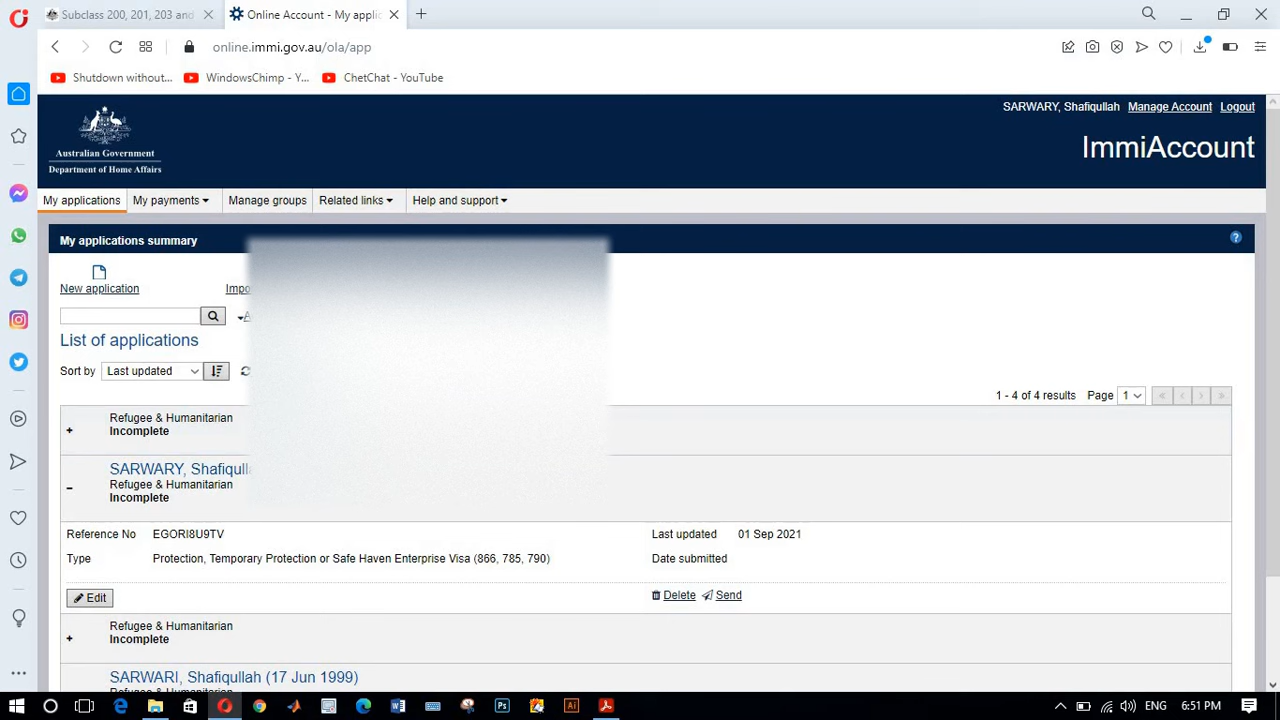 Subclass 200, 201, 203 and
Online Account - My applic
online.immi.gov.au/ola/app
Shutdown without...
WindowsChimp - Y...
ChetChat - YouTube
SARWARY, Shafiqullah Manage Account Logout
Australian Government
Department of Home Affairs
ImmiAccount
My applications My payments Manage groups Related links Help and support
My applications summary
New application
Impo
List of applications
Sort by Last updated
1 - 4 of 4 results Page 1
Refugee & Humanitarian
Incomplete
SARWARY, Shafiqull
Refugee & Humanitarian
Incomplete
Reference No EGORI8U9TV Last updated 01 Sep 2021
Type Protection, Temporary Protection or Safe Haven Enterprise Visa (866, 785, 790) Date submitted
Edit Delete Send
Refugee & Humanitarian
Incomplete
SARWARI, Shafiqullah (17 Jun 1999)
Refugee & Humanitarian
ENG 6:51 PM